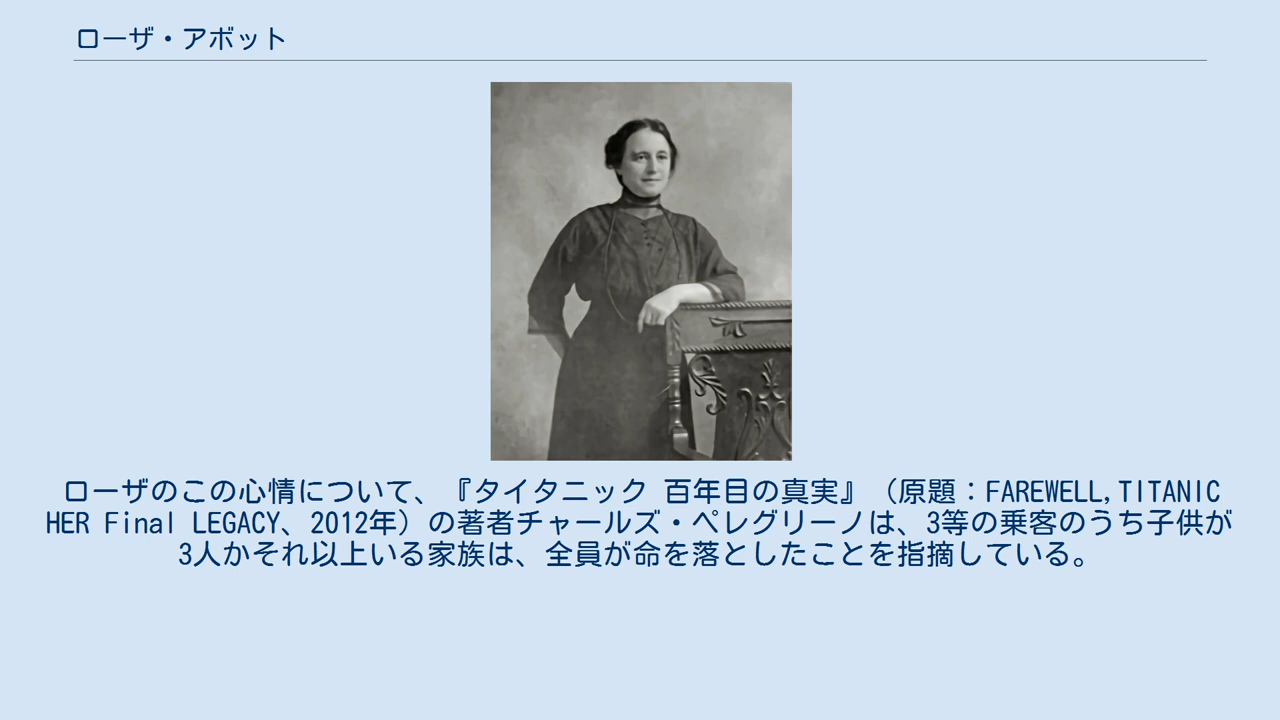 ローザ・アボット
ローザのこの心情について、『タイタニック 百年目の真実』（原題：FAREWELL,TITANIC
HER Final LEGACY、2012年）の著者チャールズ・ペレグリーノは、3等の乗客のうち子供が
3人かそれ以上いる家族は、全員が命を落としたことを指摘している。